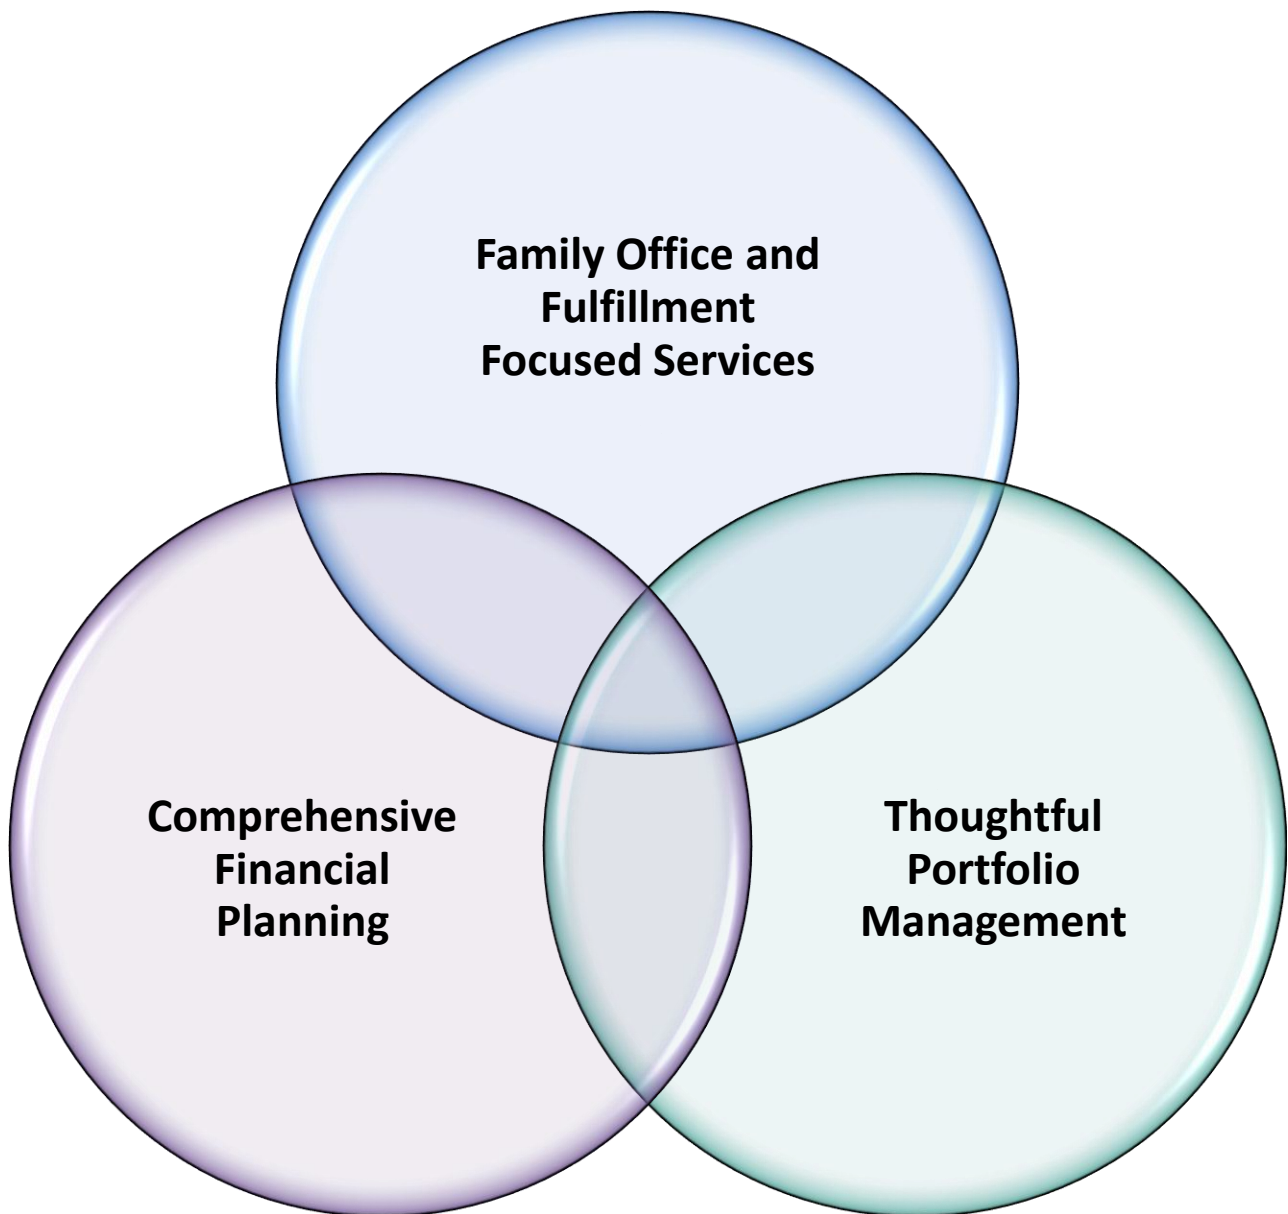 Family Office and
Fulfillment
Focused Services
Comprehensive
Financial
Planning
Thoughtful
Portfolio
Management